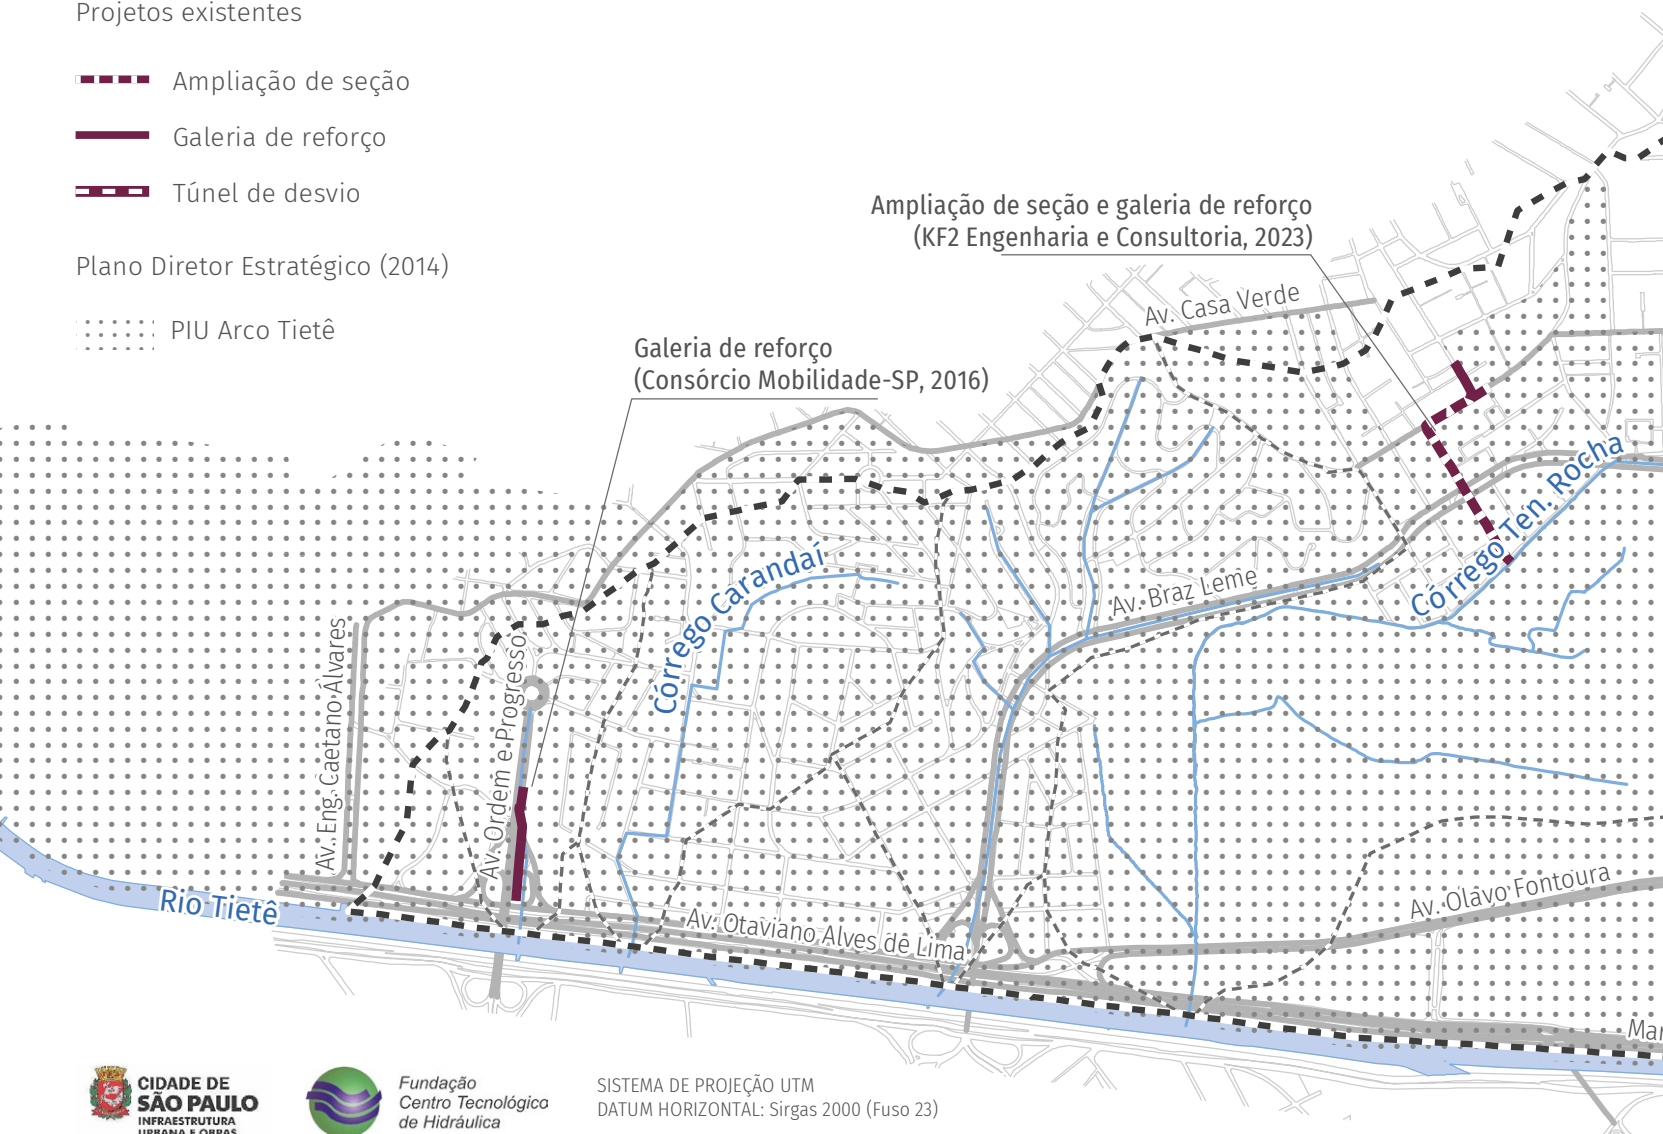 Projetos existentes
Ampliação de seção
Galeria de reforço
Túnel de desvio
Plano Diretor Estratégico (2014)
PIU Arco Tietê
Ampliação de seção e galeria de reforço
(KF2 Engenharia e Consultoria, 2023)
Galeria de reforço
(Consórcio Mobilidade-SP, 2016)
Av. Casa Verde
Córrego Ten. Rocha
Córrego Carandaí
Av. Braz Leme
Av. Eng. Caetano Álvares
Av. Ordem e Progresso
Rio Tietê
Av. Otaviano Alves de Lima
Av. Olavo Fontoura
Mar
CIDADE DE
SÃO PAULO
INFRAESTRUTURA
URBANA E OBRAS
Fundação
Centro Tecnológico
de Hidráulica
SISTEMA DE PROJEÇÃO UTM
DATUM HORIZONTAL: Sirgas 2000 (Fuso 23)